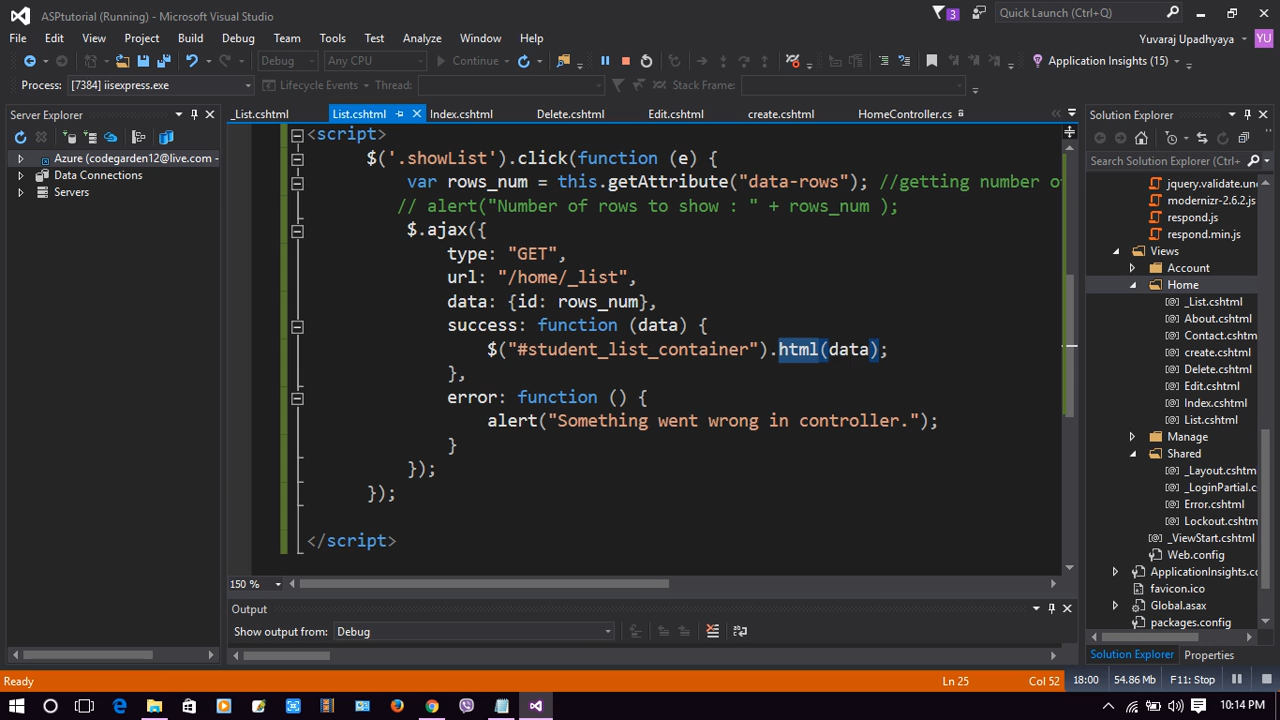 ASPtutorial (Running) - Microsoft Visual Studio
3
Quick Launch (Ctrl+Q)
File Edit View Project Build Debug Team Tools Test Analyze Window Help
Yuvaraj Upadhyaya YU
Debug Any CPU Continue Application Insights (15)
Process: [7384] iisexpress.exe Lifecycle Events Thread: Stack Frame:
Server Explorer
Azure (codegarden12@live.com -
Data Connections
Servers
_List.cshtml List.cshtml Index.cshtml Delete.cshtml Edit.cshtml create.cshtml HomeController.cs
<script>
$('.showList').click(function (e) {
var rows_num = this.getAttribute("data-rows"); //getting number of
// alert("Number of rows to show : " + rows_num );
$.ajax({
type: "GET",
url: "/home/_list",
data: {id: rows_num},
success: function (data) {
$("#student_list_container").html(data);
},
error: function () {
alert("Something went wrong in controller.");
}
});
});
</script>
150 %
Output
Show output from: Debug
Solution Explorer
Search Solution Explorer (Ctrl+
jquery.validate.un
modernizr-2.6.2.js
respond.js
respond.min.js
Views
Account
Home
_List.cshtml
About.cshtml
Contact.cshtml
create.cshtml
Delete.cshtml
Edit.cshtml
Index.cshtml
List.cshtml
Manage
Shared
_Layout.cshtm
_LoginPartial.c
Error.cshtml
Lockout.cshtm
_ViewStart.cshtml
Web.config
ApplicationInsights.co
favicon.ico
Global.asax
packages.config
Solution Explorer Properties
Ready Ln 25 Col 52 18:00 54.86 Mb F11: Stop
10:14 PM